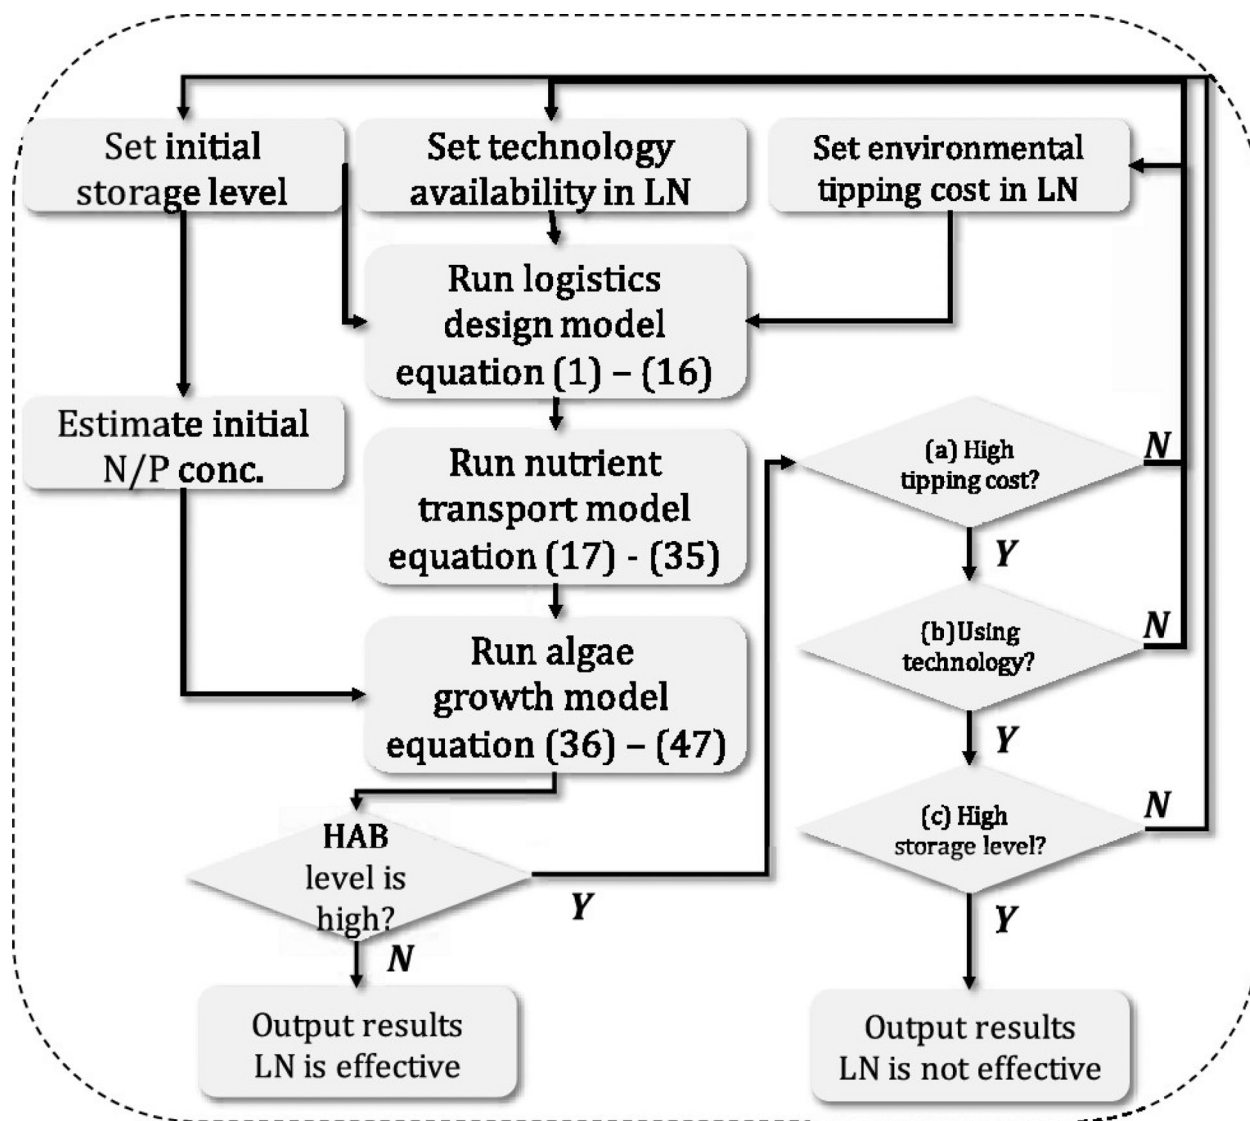 Set initial
storage level
Set technology
availability in LN
Set environmental
tipping cost in LN
Run logistics
design model
equation (1) – (16)
Estimate initial
N/P conc.
Run nutrient
transport model
equation (17) - (35)
(a) High
tipping cost?
N
Y
Run algae
growth model
equation (36) – (47)
(b)Using
technology?
N
Y
(c) High
storage level?
N
Y
HAB
level is
high?
Y
N
Output results
LN is effective
Output results
LN is not effective